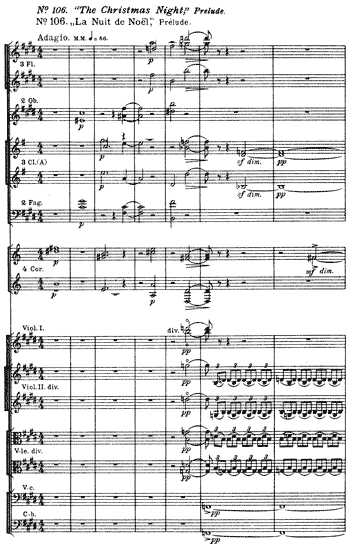 Nº 106. "The Christmas Night," Prelude.
Nº 106. „La Nuit de Noël," Prélude.
Adagio. M.M. ♩= 56.
3 Fl.
p
2 Ob.
p
p
3 Cl. (A)
sf dim. pp
p
sf dim. pp
2 Fag.
p
p
4 Cor.
mf dim.
p
Viol. I.
div.
pp
Viol. II. div.
pp
pp
V-le. div.
pp
pp
V-c.
pp
C-b.
pp